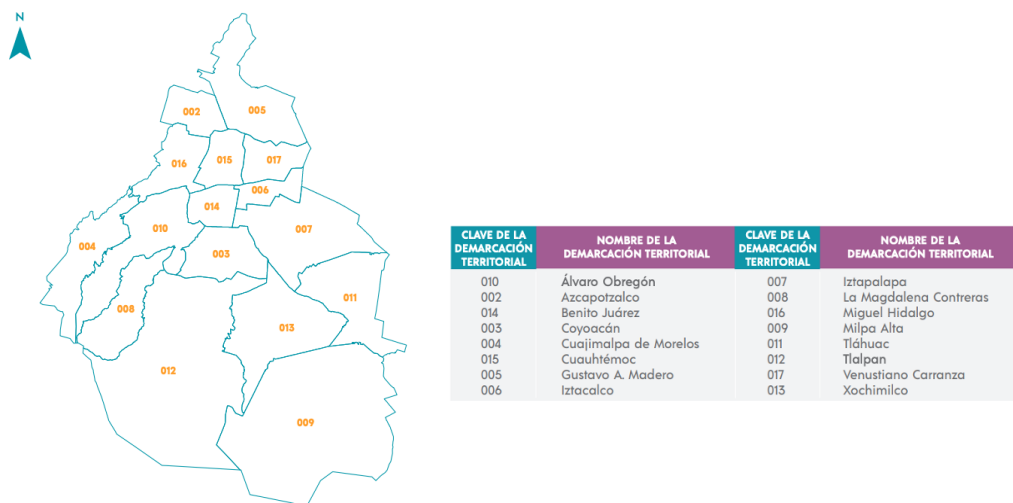 N
005
002
015
017
016
006
014
010
007
004
003
011
008
013
012
009
CLAVE DE LA DEMARCACIÓN TERRITORIAL NOMBRE DE LA DEMARCACIÓN TERRITORIAL CLAVE DE LA DEMARCACIÓN TERRITORIAL NOMBRE DE LA DEMARCACIÓN TERRITORIAL
010 Álvaro Obregón 007 Iztapalapa
002 Azcapotzalco 008 La Magdalena Contreras
014 Benito Juárez 016 Miguel Hidalgo
003 Coyoacán 009 Milpa Alta
004 Cuajimalpa de Morelos 011 Tláhuac
015 Cuauhtémoc 012 Tlalpan
005 Gustavo A. Madero 017 Venustiano Carranza
006 Iztacalco 013 Xochimilco